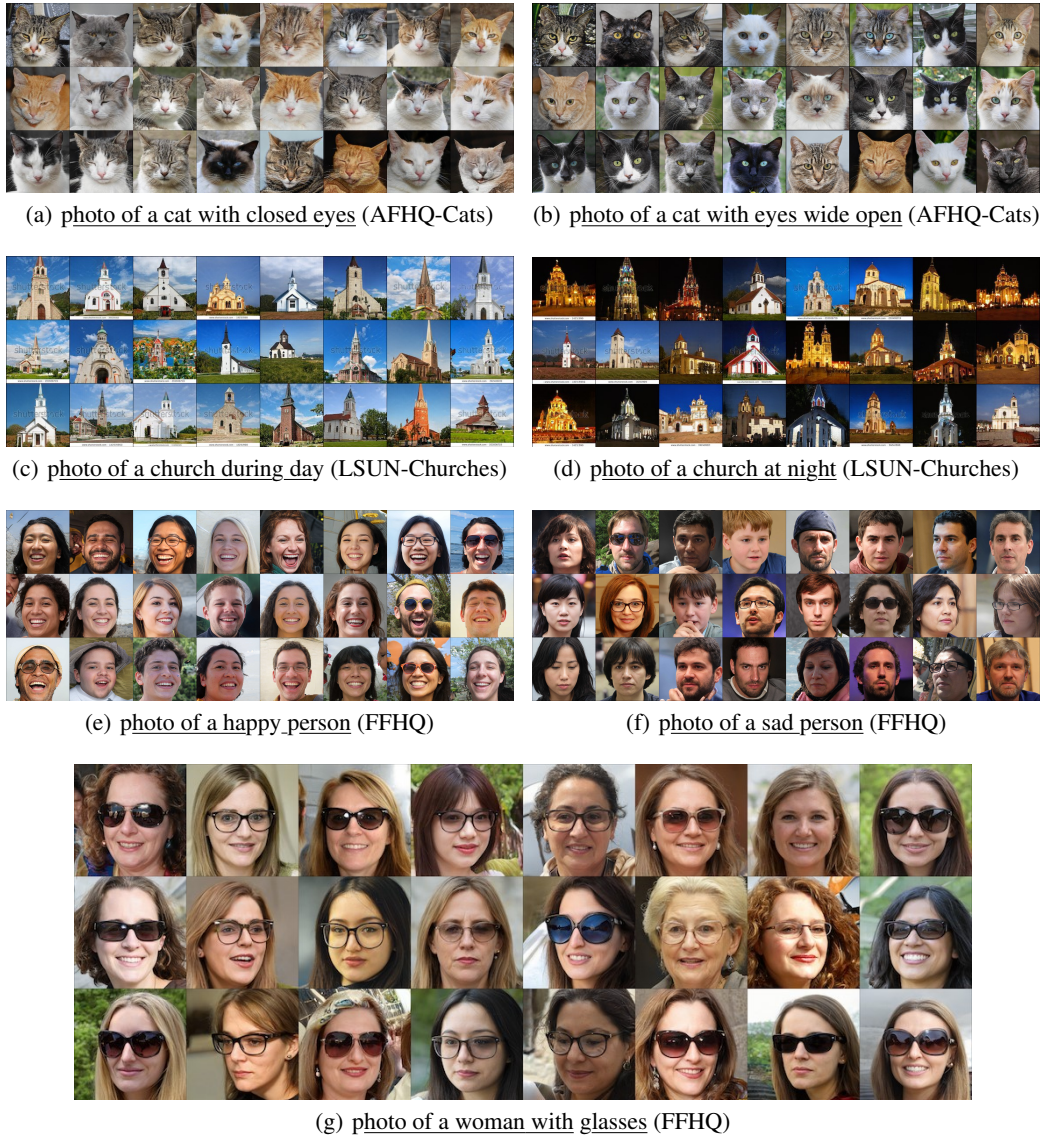 (a) photo of a cat with closed eyes (AFHQ-Cats)
(b) photo of a cat with eyes wide open (AFHQ-Cats)
(c) photo of a church during day (LSUN-Churches)
(d) photo of a church at night (LSUN-Churches)
(e) photo of a happy person (FFHQ)
(f) photo of a sad person (FFHQ)
(g) photo of a woman with glasses (FFHQ)